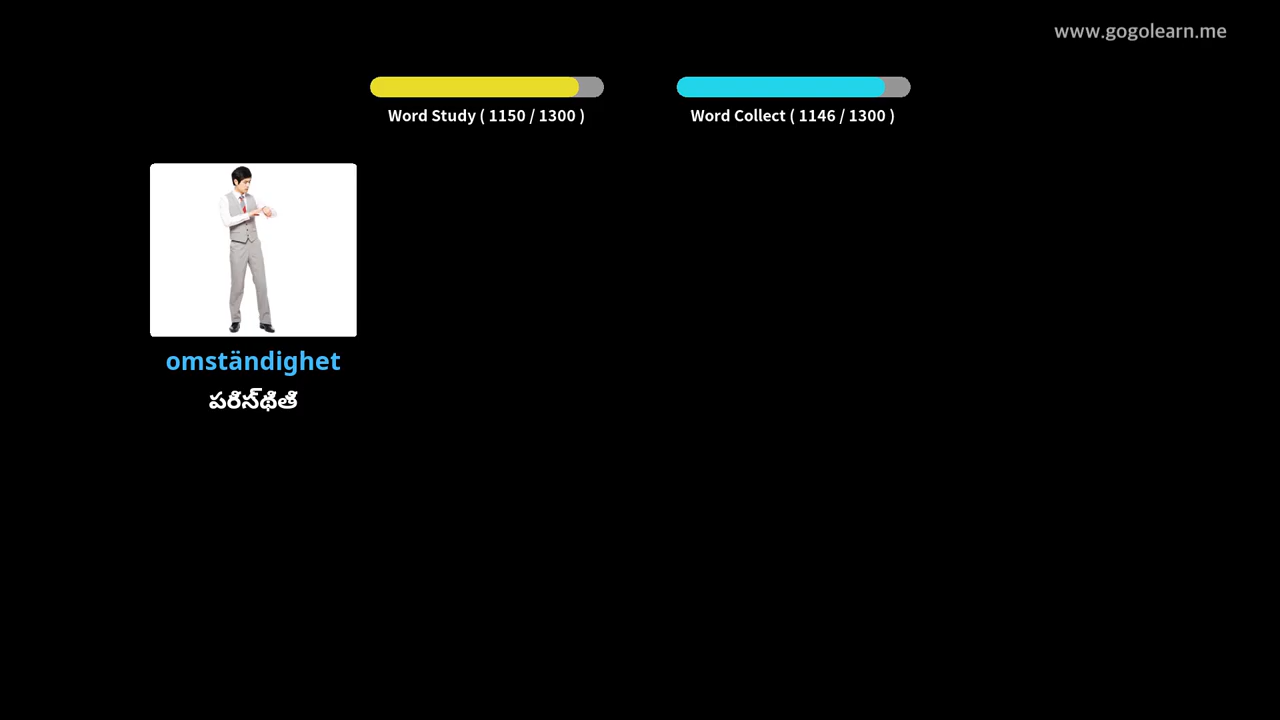 www.gogolearn.me
Word Study ( 1150 / 1300 )
Word Collect ( 1146 / 1300 )
omständighet
పరిస్థితి